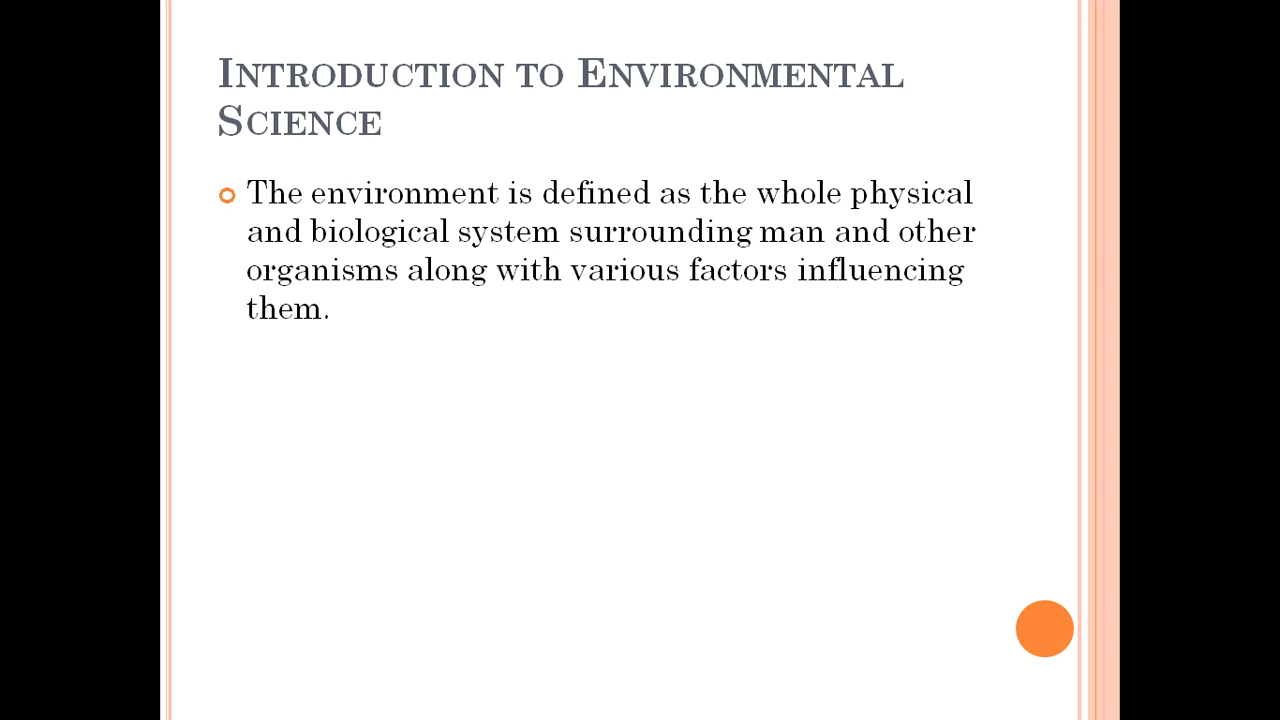 Introduction to Environmental
Science
The environment is defined as the whole physical
and biological system surrounding man and other
organisms along with various factors influencing
them.